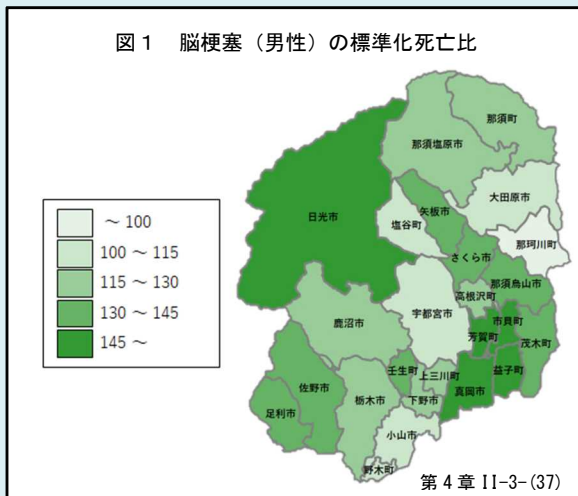 図1 脳梗塞（男性）の標準化死亡比
～ 100
100 ～ 115
115 ～ 130
130 ～ 145
145 ～
那須町
那須塩原市
大田原市
日光市
矢板市
塩谷町
那珂川町
さくら市
那須烏山市
高根沢町
宇都宮市
市貝町
鹿沼市
芳賀町
茂木町
壬生町
上三川町
益子町
佐野市
真岡市
下野市
栃木市
足利市
小山市
野木町
第4章 II-3-(37)